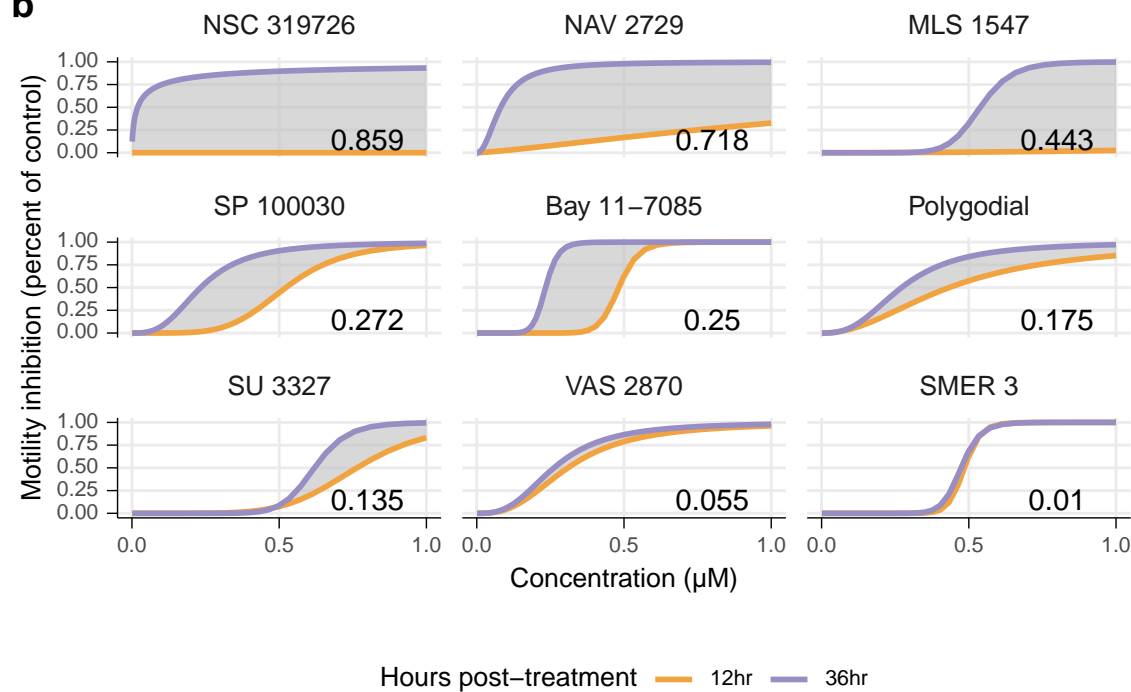 b
NSC 319726 NAV 2729 MLS 1547
Motility inhibition (percent of control)
1.00
0.75
0.50
0.25
0.00
0.859 0.718 0.443
SP 100030 Bay 11−7085 Polygodial
1.00
0.75
0.50
0.25
0.00
0.272 0.25 0.175
SU 3327 VAS 2870 SMER 3
1.00
0.75
0.50
0.25
0.00
0.135 0.055 0.01
0.0 0.5 1.0 0.0 0.5 1.0 0.0 0.5 1.0
Concentration (µM)
Hours post−treatment 12hr 36hr